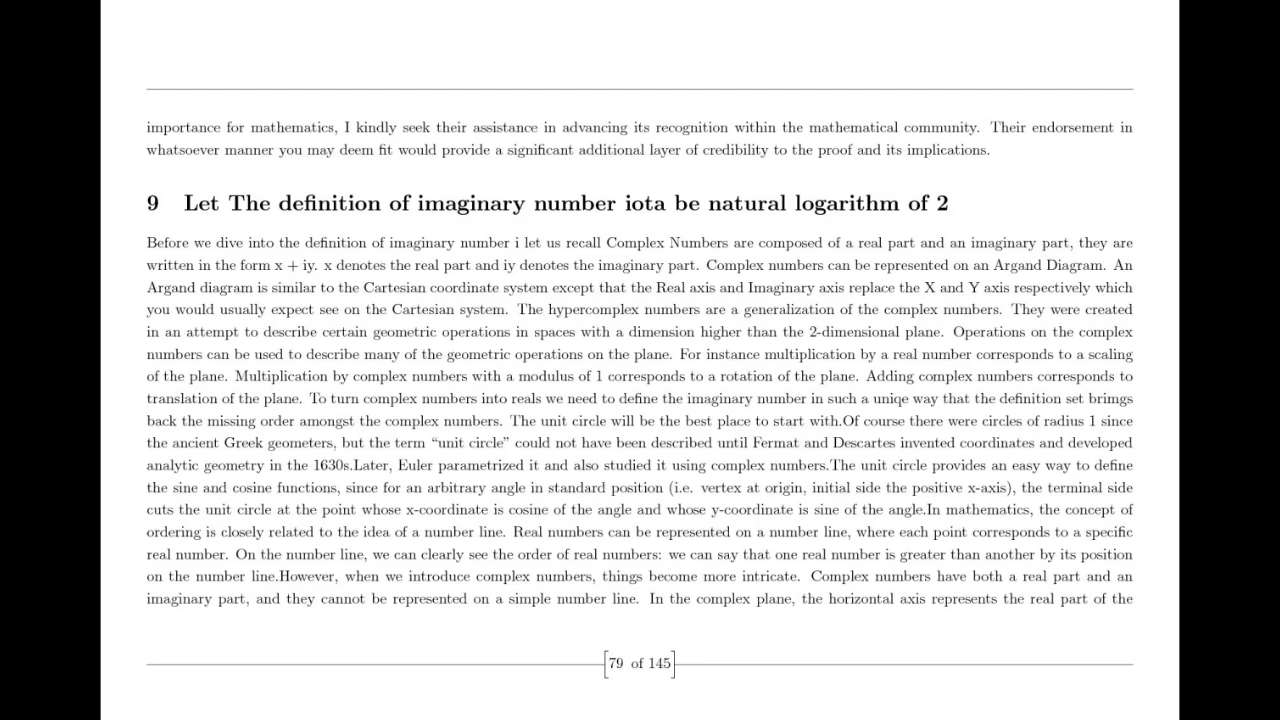 importance for mathematics, I kindly seek their assistance in advancing its recognition within the mathematical community. Their endorsement in
whatsoever manner you may deem fit would provide a significant additional layer of credibility to the proof and its implications.
9 Let The definition of imaginary number iota be natural logarithm of 2
Before we dive into the definition of imaginary number i let us recall Complex Numbers are composed of a real part and an imaginary part, they are
written in the form x + iy. x denotes the real part and iy denotes the imaginary part. Complex numbers can be represented on an Argand Diagram. An
Argand diagram is similar to the Cartesian coordinate system except that the Real axis and Imaginary axis replace the X and Y axis respectively which
you would usually expect see on the Cartesian system. The hypercomplex numbers are a generalization of the complex numbers. They were created
in an attempt to describe certain geometric operations in spaces with a dimension higher than the 2-dimensional plane. Operations on the complex
numbers can be used to describe many of the geometric operations on the plane. For instance multiplication by a real number corresponds to a scaling
of the plane. Multiplication by complex numbers with a modulus of 1 corresponds to a rotation of the plane. Adding complex numbers corresponds to
translation of the plane. To turn complex numbers into reals we need to define the imaginary number in such a uniqe way that the definition set brings
back the missing order amongst the complex numbers. The unit circle will be the best place to start with.Of course there were circles of radius 1 since
the ancient Greek geometers, but the term “unit circle” could not have been described until Fermat and Descartes invented coordinates and developed
analytic geometry in the 1630s.Later, Euler parametrized it and also studied it using complex numbers.The unit circle provides an easy way to define
the sine and cosine functions, since for an arbitrary angle in standard position (i.e. vertex at origin, initial side the positive x-axis), the terminal side
cuts the unit circle at the point whose x-coordinate is cosine of the angle and whose y-coordinate is sine of the angle.In mathematics, the concept of
ordering is closely related to the idea of a number line. Real numbers can be represented on a number line, where each point corresponds to a specific
real number. On the number line, we can clearly see the order of real numbers: we can say that one real number is greater than another by its position
on the number line.However, when we introduce complex numbers, things become more intricate. Complex numbers have both a real part and an
imaginary part, and they cannot be represented on a simple number line. In the complex plane, the horizontal axis represents the real part of the
[79 of 145]